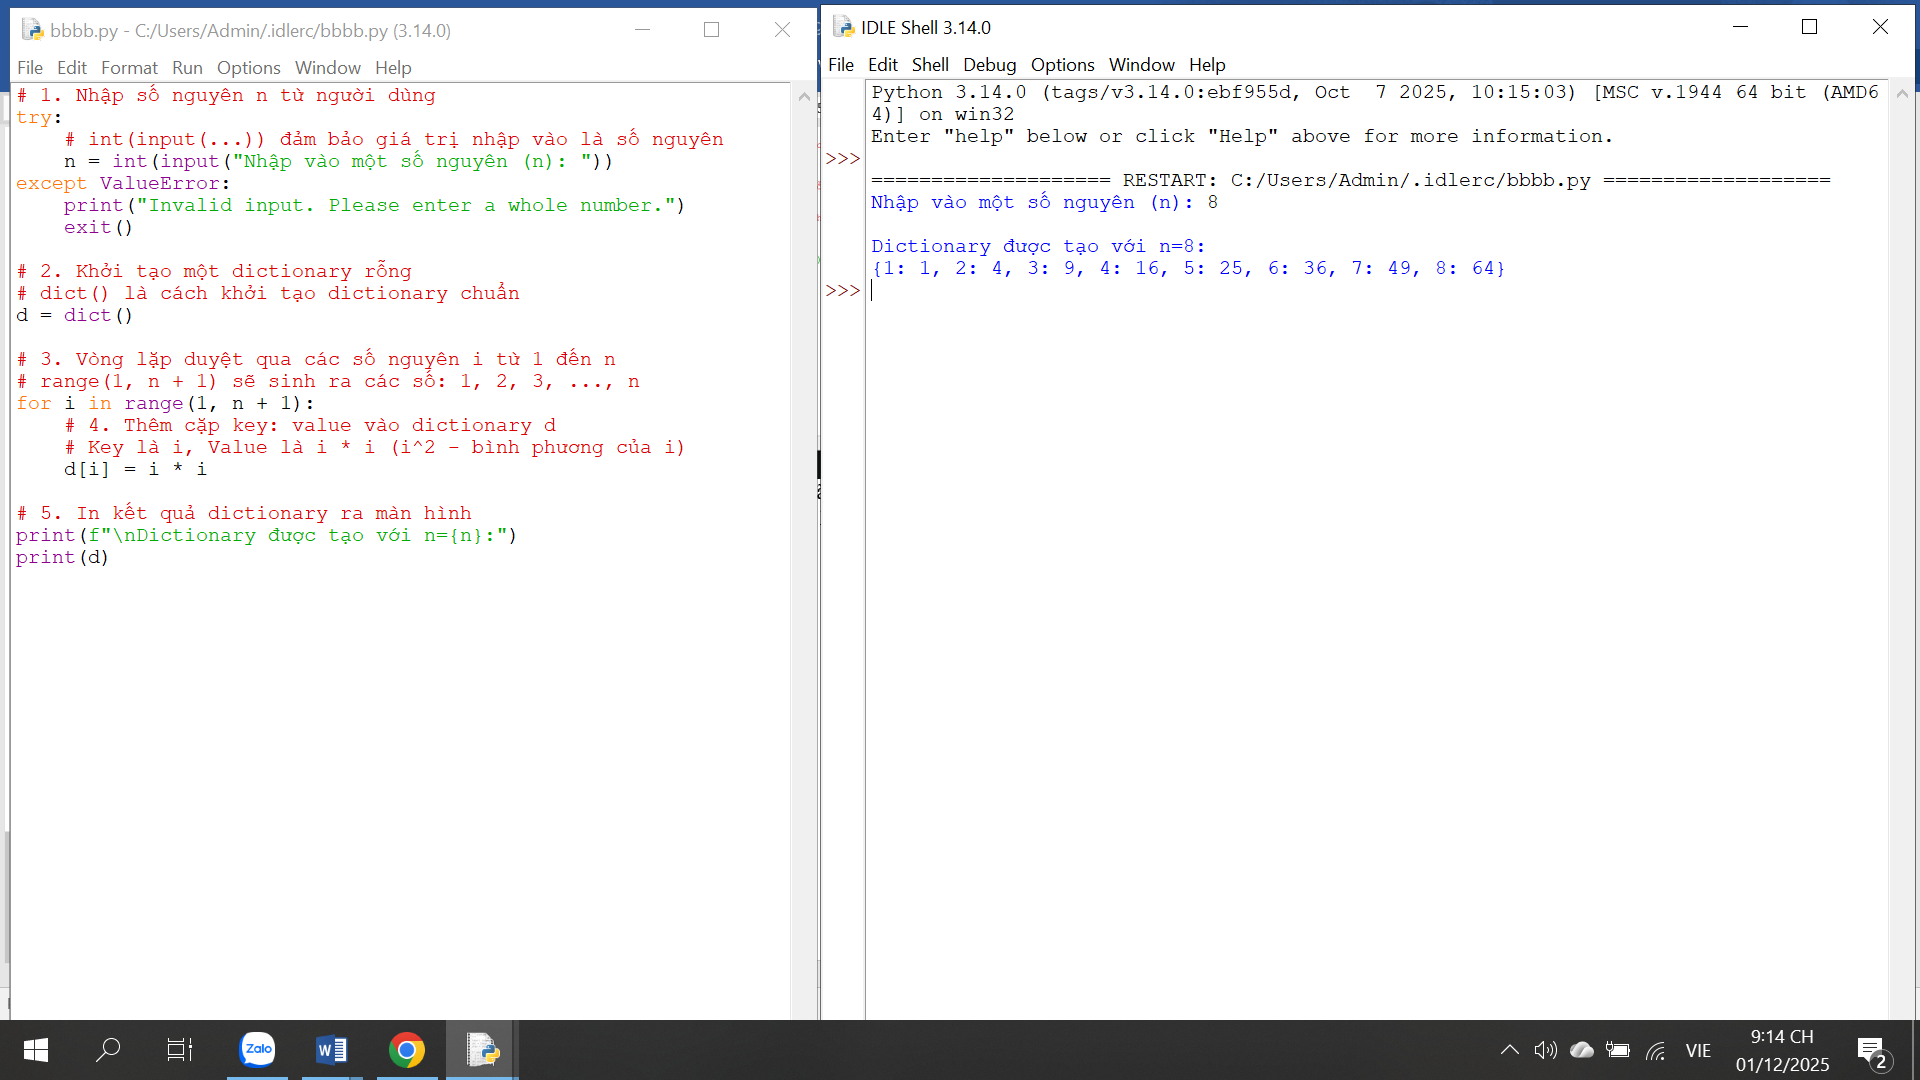 bbbb.py - C:/Users/Admin/.idlerc/bbbb.py (3.14.0)
File Edit Format Run Options Window Help
# 1. Nhập số nguyên n từ người dùng
try:
    # int(input(...)) đảm bảo giá trị nhập vào là số nguyên
    n = int(input("Nhập vào một số nguyên (n): "))
except ValueError:
    print("Invalid input. Please enter a whole number.")
    exit()

# 2. Khởi tạo một dictionary rỗng
# dict() là cách khởi tạo dictionary chuẩn
d = dict()

# 3. Vòng lặp duyệt qua các số nguyên i từ 1 đến n
# range(1, n + 1) sẽ sinh ra các số: 1, 2, 3, ..., n
for i in range(1, n + 1):
    # 4. Thêm cặp key: value vào dictionary d
    # Key là i, Value là i * i (i^2 - bình phương của i)
    d[i] = i * i

# 5. In kết quả dictionary ra màn hình
print(f"\nDictionary được tạo với n={n}:")
print(d)
IDLE Shell 3.14.0
File Edit Shell Debug Options Window Help
Python 3.14.0 (tags/v3.14.0:ebf955d, Oct  7 2025, 10:15:03) [MSC v.1944 64 bit (AMD6
4)] on win32
Enter "help" below or click "Help" above for more information.
>>>
==================== RESTART: C:/Users/Admin/.idlerc/bbbb.py ===================
Nhập vào một số nguyên (n): 8

Dictionary được tạo với n=8:
{1: 1, 2: 4, 3: 9, 4: 16, 5: 25, 6: 36, 7: 49, 8: 64}
>>>
Zalo
W
VIE
9:14 CH
01/12/2025
2